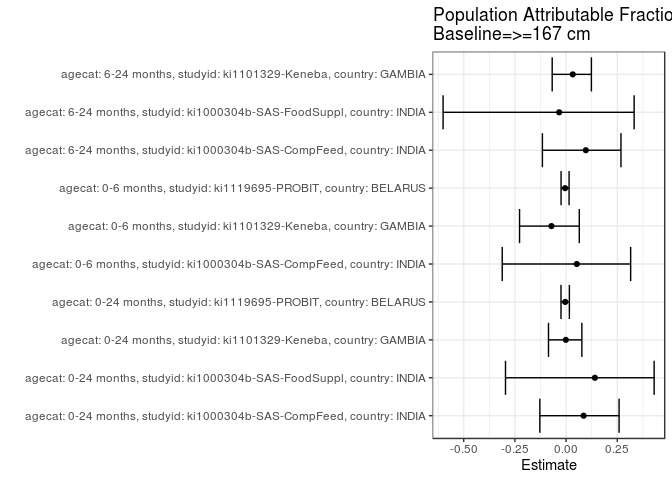 Population Attributable Fractio
Baseline=>=167 cm
agecat: 6-24 months, studyid: ki1101329-Keneba, country: GAMBIA
agecat: 6-24 months, studyid: ki1000304b-SAS-FoodSuppl, country: INDIA
agecat: 6-24 months, studyid: ki1000304b-SAS-CompFeed, country: INDIA
agecat: 0-6 months, studyid: ki1119695-PROBIT, country: BELARUS
agecat: 0-6 months, studyid: ki1101329-Keneba, country: GAMBIA
agecat: 0-6 months, studyid: ki1000304b-SAS-CompFeed, country: INDIA
agecat: 0-24 months, studyid: ki1119695-PROBIT, country: BELARUS
agecat: 0-24 months, studyid: ki1101329-Keneba, country: GAMBIA
agecat: 0-24 months, studyid: ki1000304b-SAS-FoodSuppl, country: INDIA
agecat: 0-24 months, studyid: ki1000304b-SAS-CompFeed, country: INDIA
-0.50 -0.25 0.00 0.25
Estimate